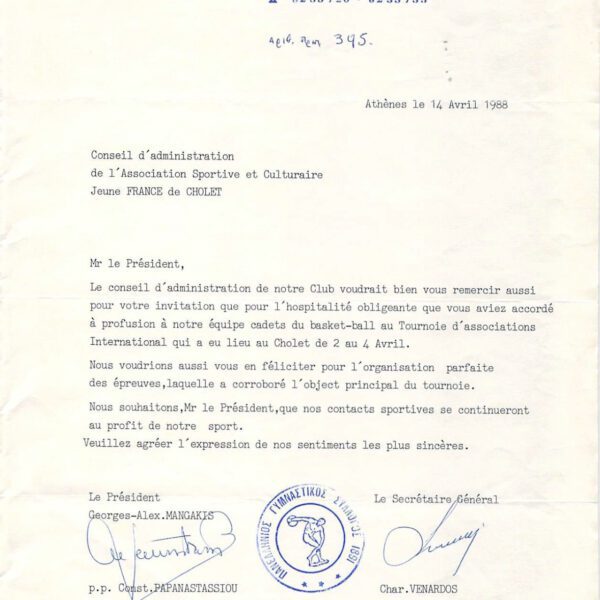 αριθ. πρωτ 395.
Athènes le 14 Avril 1988
Conseil d´administration
de l´Association Sportive et Culturaire
Jeune FRANCE de CHOLET
Mr le Président,
Le conseil d´administration de notre Club voudrait bien vous remercir aussi
pour votre invitation que pour l´hospitalité obligeante que vous aviez accordé
à profusion à notre équipe cadets du basket-ball au Tournoie d´associations
International qui a eu lieu au Cholet de 2 au 4 Avril.
Nous voudrions aussi vous en féliciter pour l´organisation parfaite
des épreuves,laquelle a corroboré l´object principal du tournoie.
Nous souhaitons,Mr le Président,que nos contacts sportives se continueront
au profit de notre sport.
Veuillez agréer l´expression de nos sentiments les plus sincères.
Le Président
Georges-Alex.MANGAKIS
Le Secrétaire Général
ΠΑΝΕΛΛΗΝΙΟΣ ΓΥΜΝΑΣΤΙΚΟΣ ΣΥΛΛΟΓΟΣ 1891
p.p. Const.PAPANASTASSIOU
Char.VENARDOS